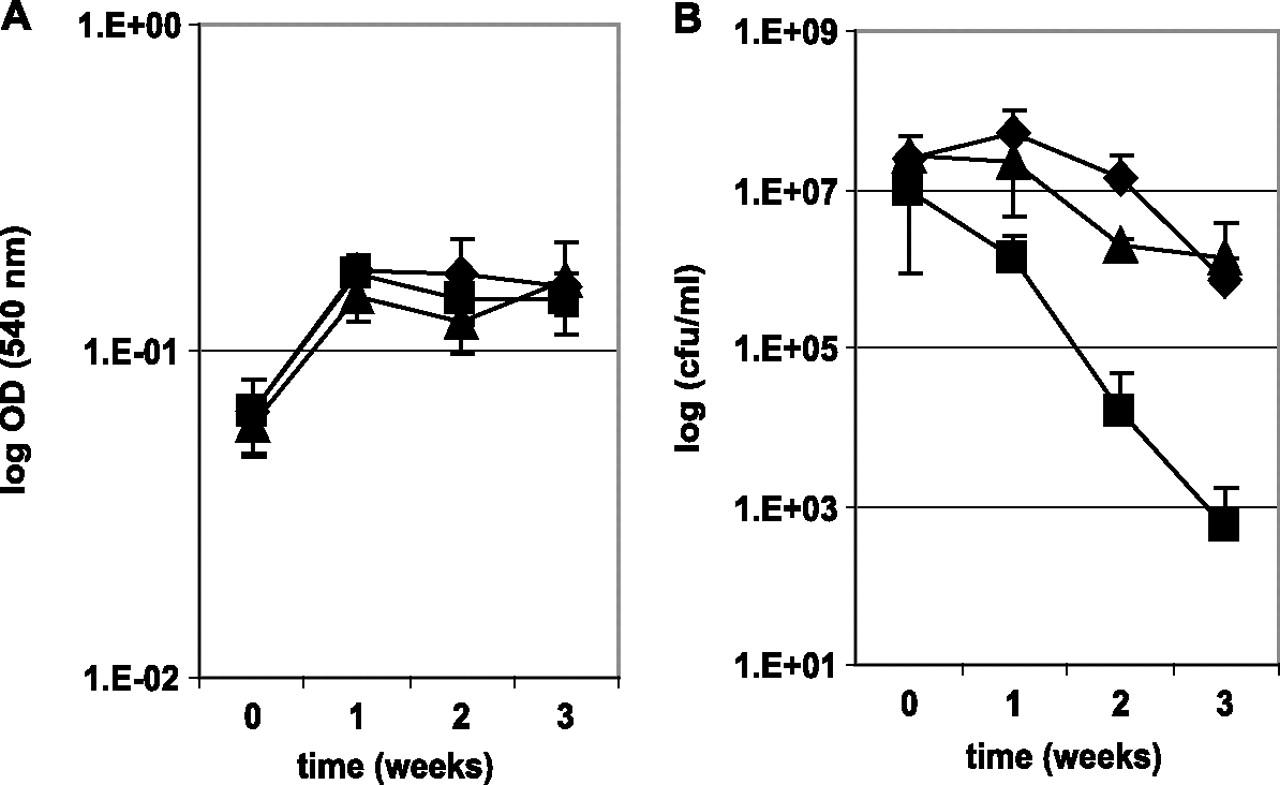 A
1.E+00
1.E-01
1.E-02
log OD (540 nm)
0 1 2 3
time (weeks)
B
1.E+09
1.E+07
1.E+05
1.E+03
1.E+01
log (cfu/ml)
0 1 2 3
time (weeks)